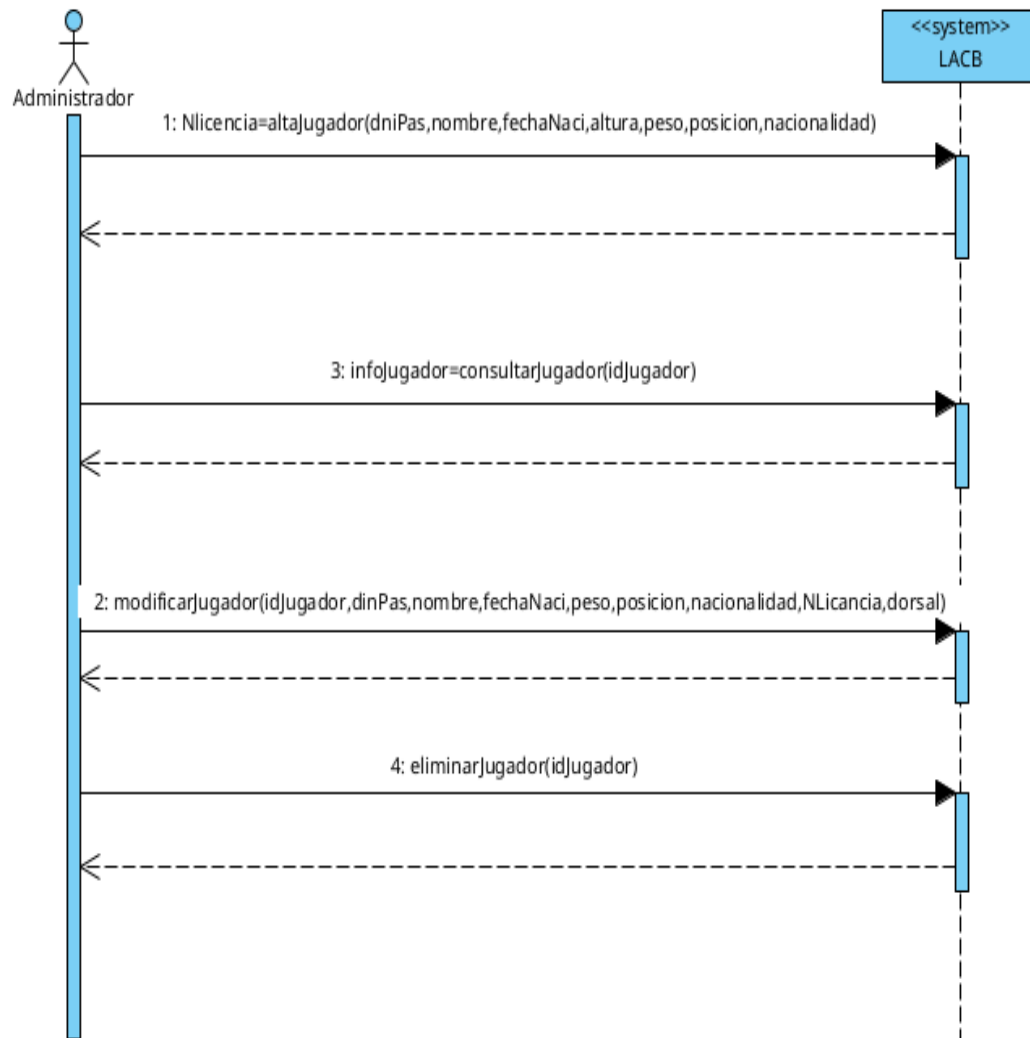 <<system>>
LACB
Administrador
1: Nlicencia=altaJugador(dniPas,nombre,fechaNaci,altura,peso,posicion,nacionalidad)
3: infoJugador=consultarJugador(idJugador)
2: modificarJugador(idJugador,dinPas,nombre,fechaNaci,peso,posicion,nacionalidad,NLicancia,dorsal)
4: eliminarJugador(idJugador)